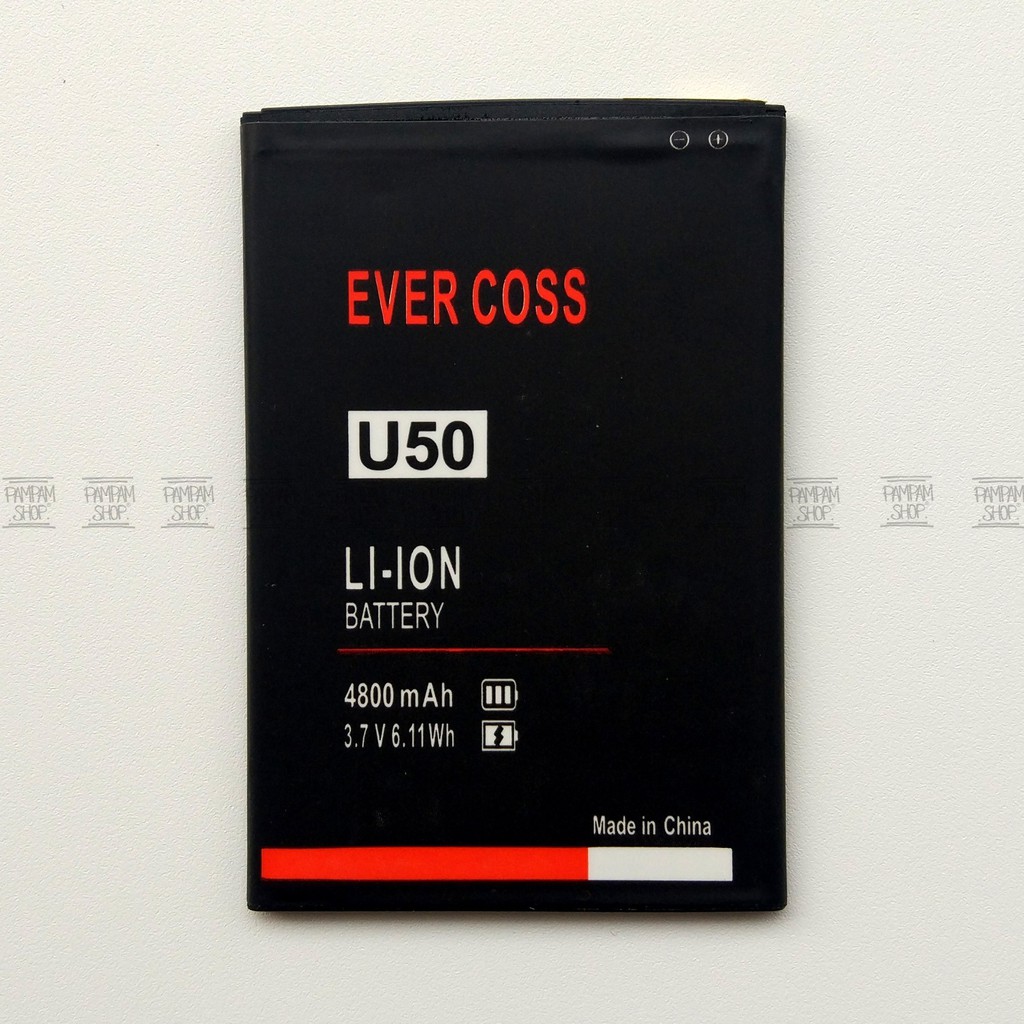 EVER COSS
U50
LI-ION
BATTERY
4800 mAh
3.7 V 6.11Wh
Made in China
PAMPAM SHOP PAMPAM SHOP PAMPAM SHOP PAMPAM SHOP PAMPAM SHOP PAMPAM SHOP